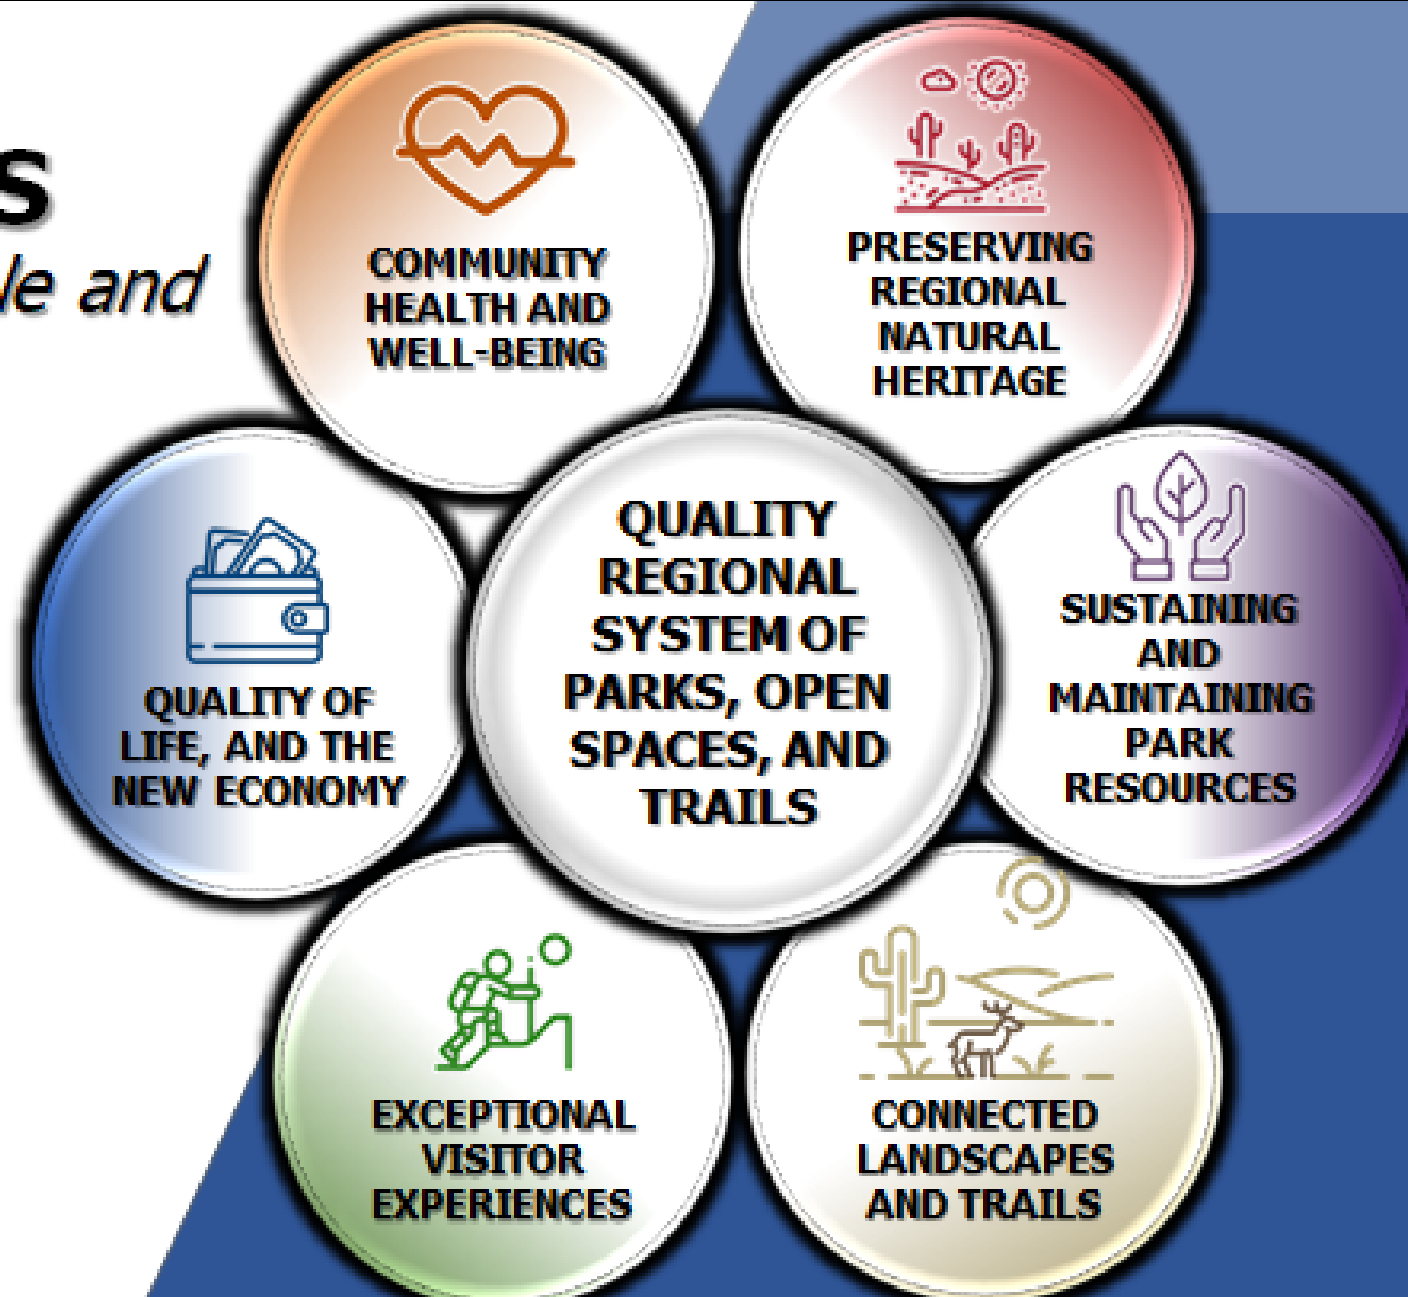 s
le and
COMMUNITY
HEALTH AND
WELL-BEING
PRESERVING
REGIONAL
NATURAL
HERITAGE
QUALITY OF
LIFE, AND THE
NEW ECONOMY
QUALITY
REGIONAL
SYSTEM OF
PARKS, OPEN
SPACES, AND
TRAILS
SUSTAINING
AND
MAINTAINING
PARK
RESOURCES
EXCEPTIONAL
VISITOR
EXPERIENCES
CONNECTED
LANDSCAPES
AND TRAILS